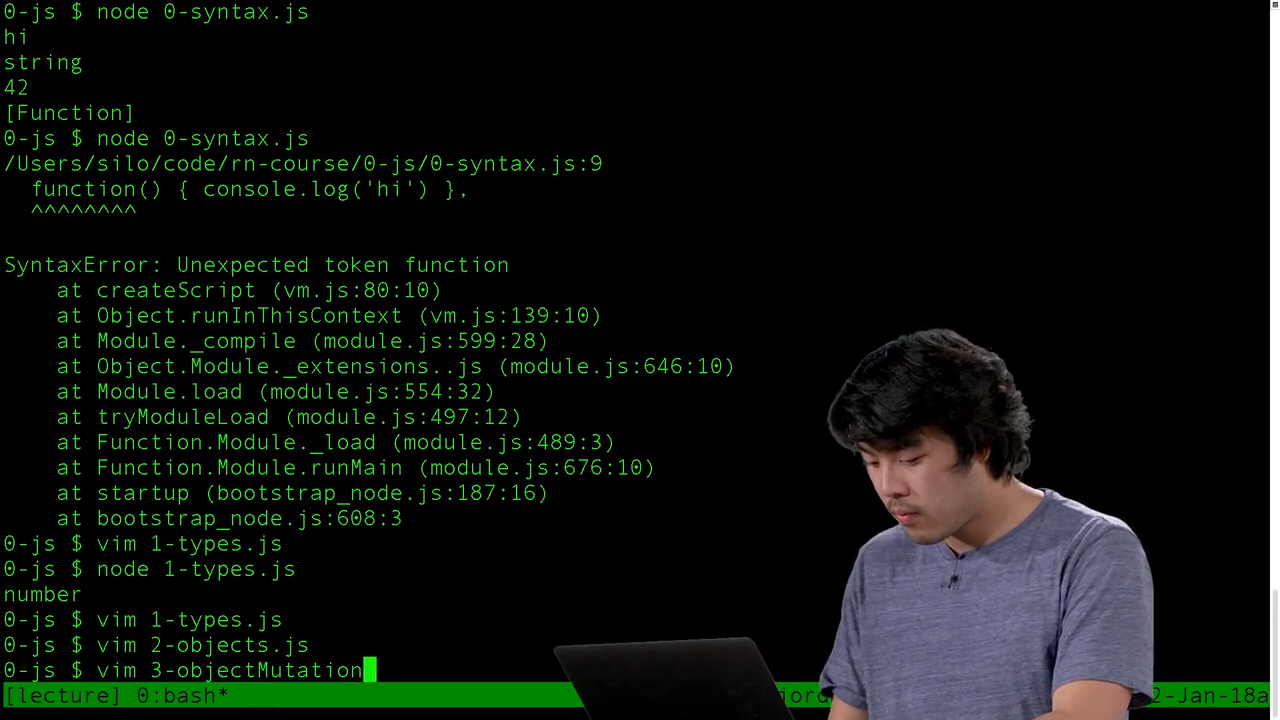 0-js $ node 0-syntax.js
hi
string
42
[Function]
0-js $ node 0-syntax.js
/Users/silo/code/rn-course/0-js/0-syntax.js:9
  function() { console.log('hi') },
  ^^^^^^^^
SyntaxError: Unexpected token function
    at createScript (vm.js:80:10)
    at Object.runInThisContext (vm.js:139:10)
    at Module._compile (module.js:599:28)
    at Object.Module._extensions..js (module.js:646:10)
    at Module.load (module.js:554:32)
    at tryModuleLoad (module.js:497:12)
    at Function.Module._load (module.js:489:3)
    at Function.Module.runMain (module.js:676:10)
    at startup (bootstrap_node.js:187:16)
    at bootstrap_node.js:608:3
0-js $ vim 1-types.js
0-js $ node 1-types.js
number
0-js $ vim 1-types.js
0-js $ vim 2-objects.js
0-js $ vim 3-objectMutation
[lecture] 0:bash* jord 2-Jan-18a